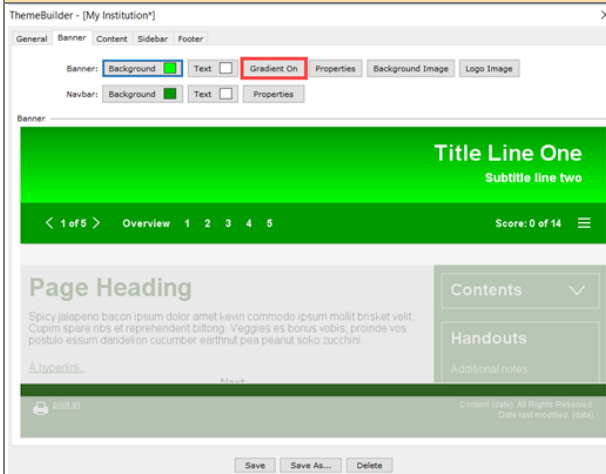 ThemeBuilder - [My Institution*]
General Banner Content Sidebar Footer
Banner: Background Text Gradient On Properties Background Image Logo Image
Navbar: Background Text Properties
Banner
Title Line One
Subtitle line two
1 of 5 Overview 1 2 3 4 5 Score: 0 of 14
Page Heading
Spicy jalapeno bacon ipsum dolor amet kevin commodo ipsum mollit brisket velit.
Cupim spare ribs et reprehenderit biltong. Veggies es bonus vobis, proinde vos
postulo essum dandelion cucumber earthnut pea peanut soko zucchini.
A hyperlink.
Next
Contents
Handouts
Additional notes
print all
Content (date), All Rights Reserved
Date last modified: (date)
Save Save As... Delete